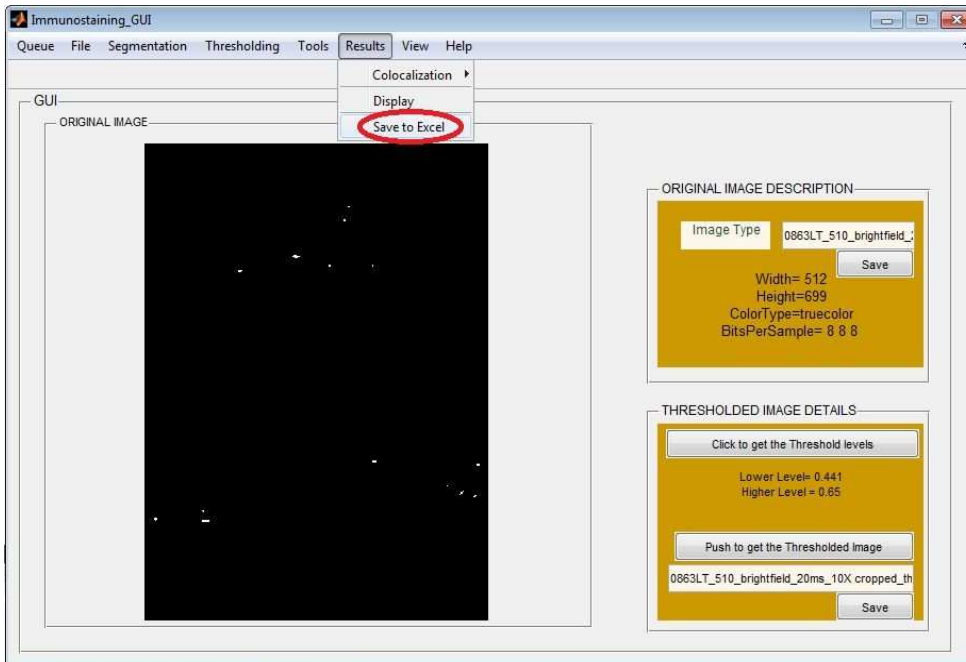 Immunostaining_GUI
Queue File Segmentation Thresholding Tools Results View Help
Colocalization
Display
Save to Excel
GUI
ORIGINAL IMAGE
ORIGINAL IMAGE DESCRIPTION
Image Type
0863LT_510_brightfield_
Save
Width= 512
Height=699
ColorType=truecolor
BitsPerSample= 8 8 8
THRESHOLDED IMAGE DETAILS
Click to get the Threshold levels
Lower Level= 0.441
Higher Level = 0.65
Push to get the Thresholded Image
0863LT_510_brightfield_20ms_10X cropped_th
Save